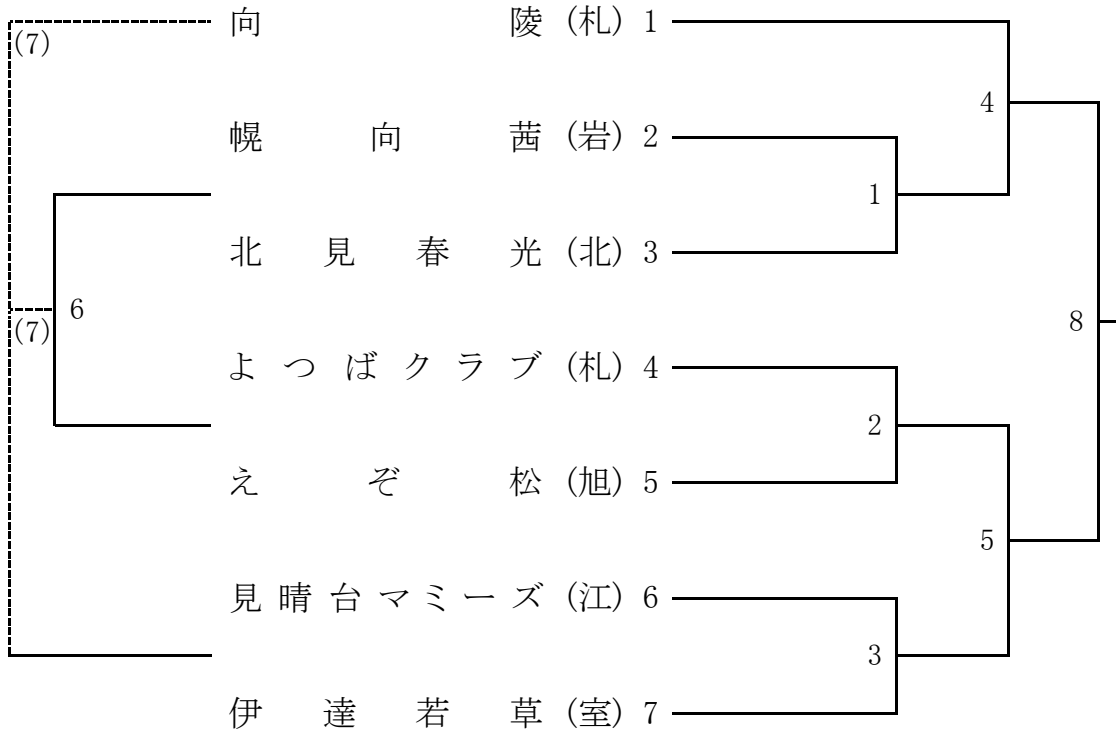 向陵 (札) 1
(7)
4
幌向茜 (岩) 2
1
北見春光 (北) 3
6
8
(7)
よつばクラブ (札) 4
2
えぞ松 (旭) 5
5
見晴台マミーズ (江) 6
3
伊達若草 (室) 7